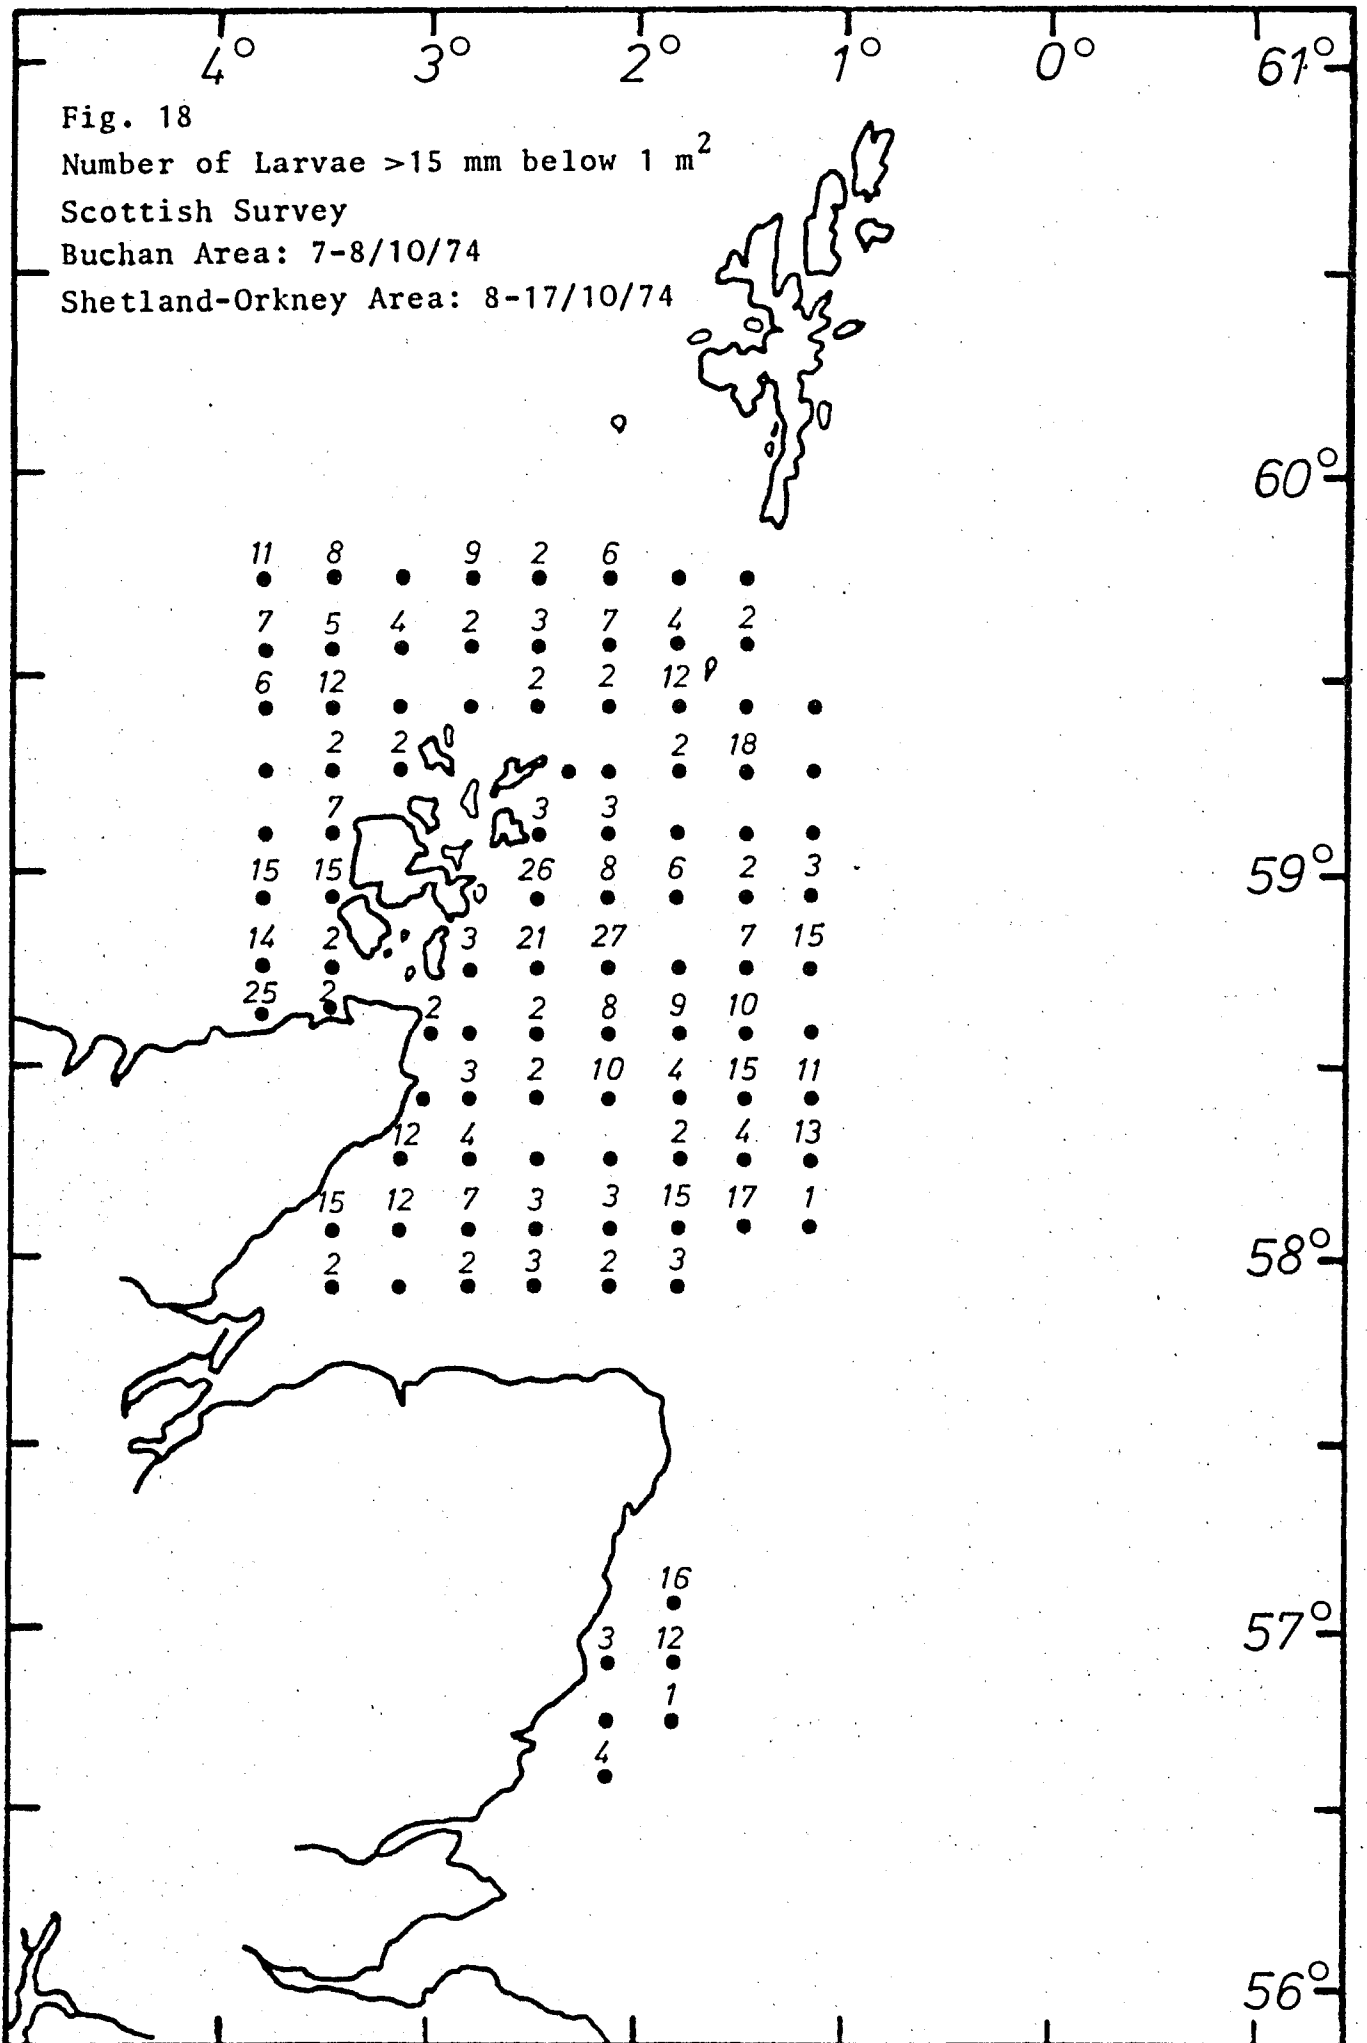 4° 3° 2° 1° 0° 61°
Fig. 18
Number of Larvae >15 mm below 1 m²
Scottish Survey
Buchan Area: 7-8/10/74
Shetland-Orkney Area: 8-17/10/74
60°
11 8 9 2 6
7 5 4 2 3 7 4 2
6 12 2 2 12
2 2 2 18
7 3 3
15 15 26 8 6 2 3
59°
14 2 3 21 27 7 15
25 2 2 2 8 9 10
3 2 10 4 15 11
12 4 2 4 13
15 12 7 3 3 15 17 1
2 2 3 2 3
58°
16
3 12
57°
1
4
56°